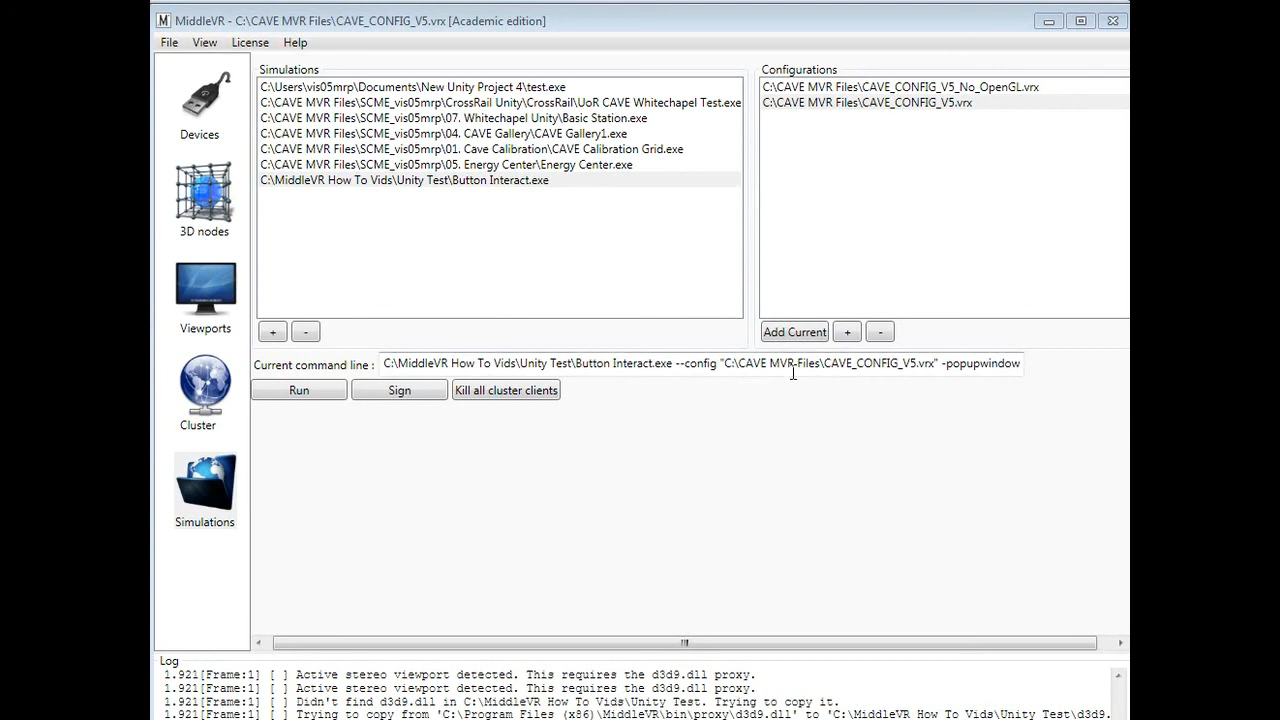 M MiddleVR - C:\CAVE MVR Files\CAVE_CONFIG_V5.vrx [Academic edition]
File View License Help
Devices
3D nodes
Viewports
Cluster
Simulations
Simulations
C:\Users\vis05mrp\Documents\New Unity Project 4\test.exe
C:\CAVE MVR Files\SCME_vis05mrp\CrossRail Unity\CrossRail\UoR CAVE Whitechapel Test.exe
C:\CAVE MVR Files\SCME_vis05mrp\07. Whitechapel Unity\Basic Station.exe
C:\CAVE MVR Files\SCME_vis05mrp\04. CAVE Gallery\CAVE Gallery1.exe
C:\CAVE MVR Files\SCME_vis05mrp\01. Cave Calibration\CAVE Calibration Grid.exe
C:\CAVE MVR Files\SCME_vis05mrp\05. Energy Center\Energy Center.exe
C:\MiddleVR How To Vids\Unity Test\Button Interact.exe
+ -
Configurations
C:\CAVE MVR Files\CAVE_CONFIG_V5_No_OpenGL.vrx
C:\CAVE MVR Files\CAVE_CONFIG_V5.vrx
Add Current + -
Current command line : C:\MiddleVR How To Vids\Unity Test\Button Interact.exe --config "C:\CAVE MVR Files\CAVE_CONFIG_V5.vrx" -popupwindow
Run Sign Kill all cluster clients
Log
1.921[Frame:1] [ ] Active stereo viewport detected. This requires the d3d9.dll proxy.
1.921[Frame:1] [ ] Active stereo viewport detected. This requires the d3d9.dll proxy.
1.921[Frame:1] [ ] Didn't find d3d9.dll in C:\MiddleVR How To Vids\Unity Test. Trying to copy it.
1.921[Frame:1] [ ] Trying to copy from 'C:\Program Files (x86)\MiddleVR\bin\proxy\d3d9.dll' to 'C:\MiddleVR How To Vids\Unity Test\d3d9.